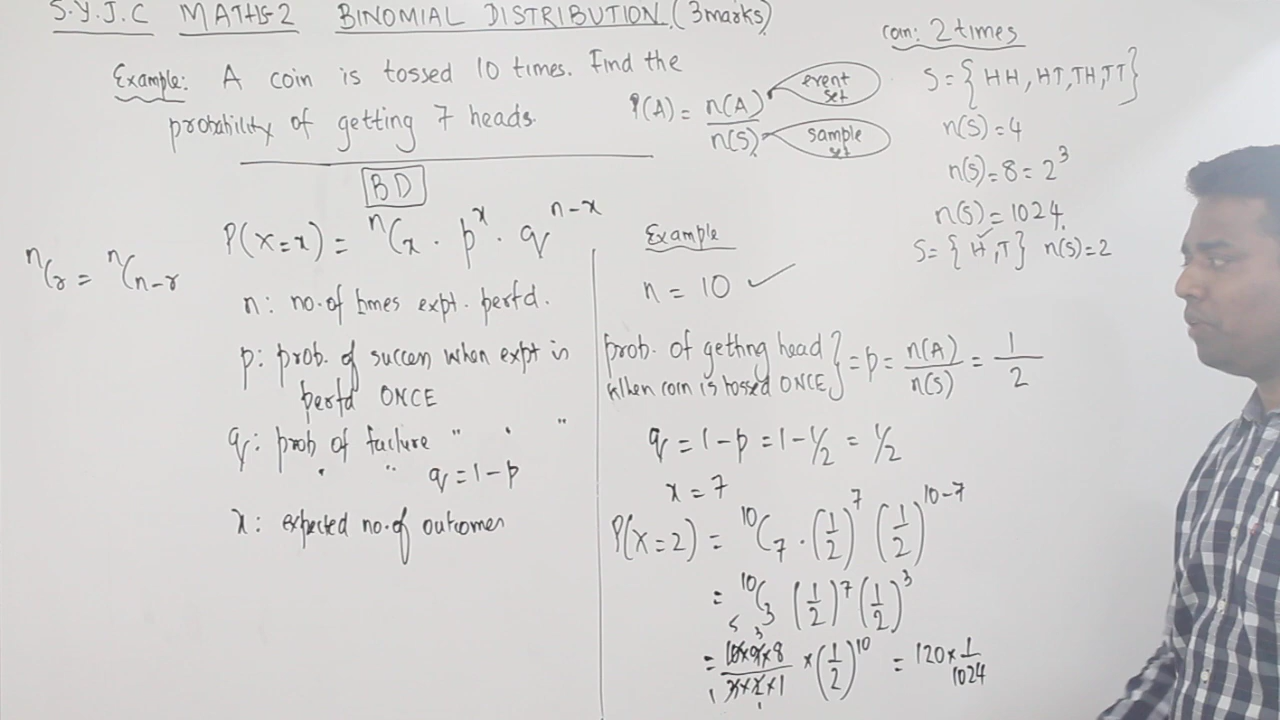 S.Y.J.C MATHS-2 BINOMIAL DISTRIBUTION (3marks)
Example: A coin is tossed 10 times. Find the
probability of getting 7 heads.
P(A) = n(A)/n(S)
event set
sample set
coin: 2 times
S = { HH, HT, TH, TT }
n(S) = 4
n(S) = 8 = 2³
n(S) = 1024.
S = { H, T } n(S) = 2
BD
P(X=x) = ⁿCx . pˣ . qⁿ⁻ˣ
ⁿCr = ⁿCn-r
n: no. of times expt. perfd.
p: prob. of success when expt is
perfd ONCE
q: prob of failure " " "
" " q = 1-p
x: expected no. of outcomes
Example
n = 10 ✓
prob. of getting head
when coin is tossed ONCE } = p = n(A)/n(S) = 1/2
q = 1-p = 1-1/2 = 1/2
x = 7
P(X=2) = ¹⁰C₇ . (1/2)⁷ (1/2)¹⁰⁻⁷
= ¹⁰C₃ (1/2)⁷ (1/2)³
= 10×9×8/3×2×1 × (1/2)¹⁰ = 120 × 1/1024